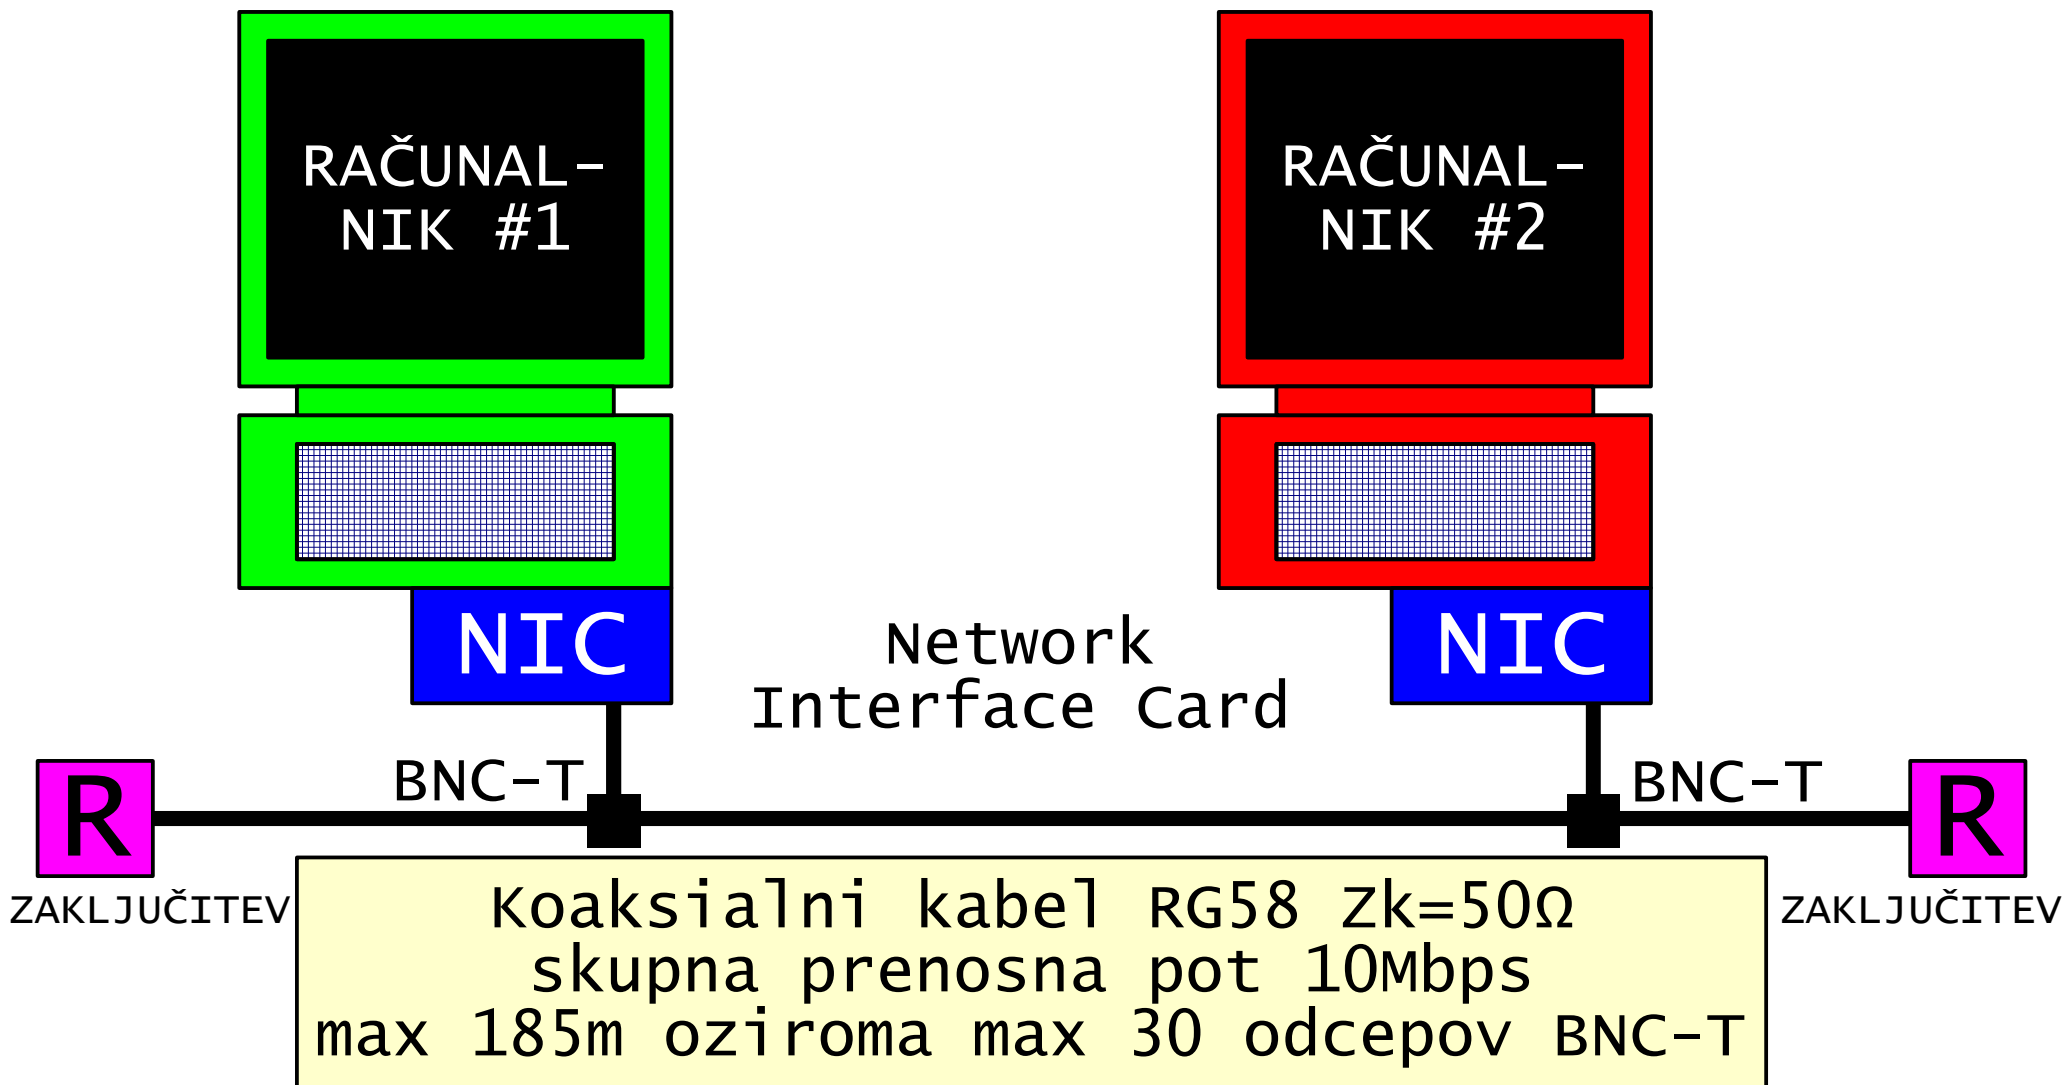 RAČUNAL-
NIK #1
RAČUNAL-
NIK #2
NIC
Network
Interface Card
NIC
BNC-T
BNC-T
R
R
ZAKLJUČITEV
ZAKLJUČITEV
Koaksialni kabel RG58 Zk=50Ω
skupna prenosna pot 10Mbps
max 185m oziroma max 30 odcepov BNC-T